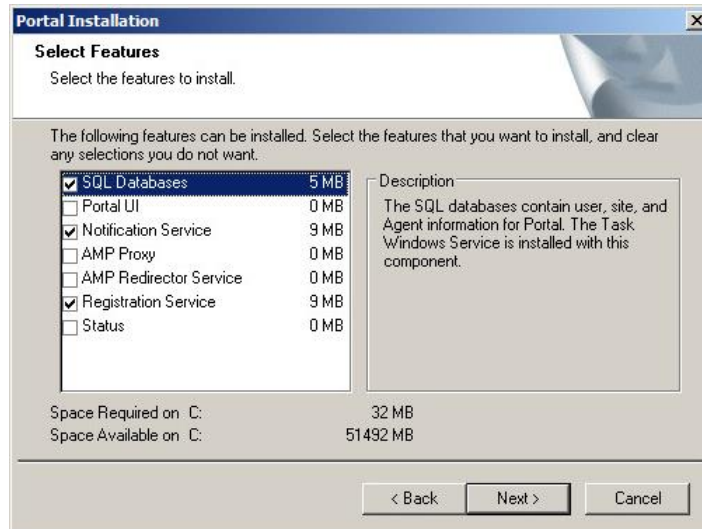 Portal Installation
Select Features
Select the features to install.
The following features can be installed. Select the features that you want to install, and clear
any selections you do not want.
SQL Databases 5 MB
Portal UI 0 MB
Notification Service 9 MB
AMP Proxy 0 MB
AMP Redirector Service 0 MB
Registration Service 9 MB
Status 0 MB
Description
The SQL databases contain user, site, and
Agent information for Portal. The Task
Windows Service is installed with this
component.
Space Required on C: 32 MB
Space Available on C: 51492 MB
< Back
Next >
Cancel